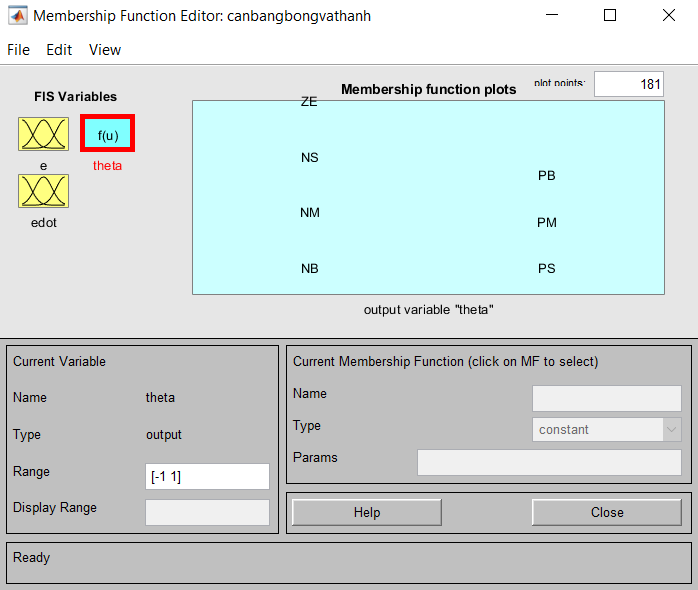 Membership Function Editor: canbangbongvathanh
File Edit View
FIS Variables
f(u)
e
theta
edot
Membership function plots
plot points:
181
ZE
NS
PB
NM
PM
NB
PS
output variable "theta"
Current Variable
Name theta
Type output
Range [-1 1]
Display Range
Current Membership Function (click on MF to select)
Name
Type constant
Params
Help Close
Ready